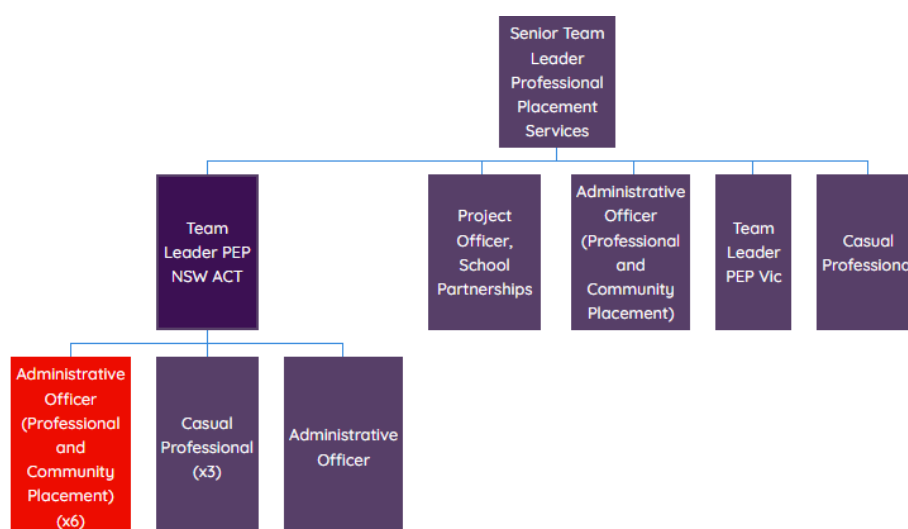 Senior Team
Leader
Professional
Placement
Services
Team
Leader PEP
NSW ACT
Project
Officer,
School
Partnerships
Administrative
Officer
(Professional
and
Community
Placement)
Team
Leader
PEP Vic
Casual
Professional
Administrative
Officer
(Professional
and
Community
Placement)
(x6)
Casual
Professional
(x3)
Administrative
Officer